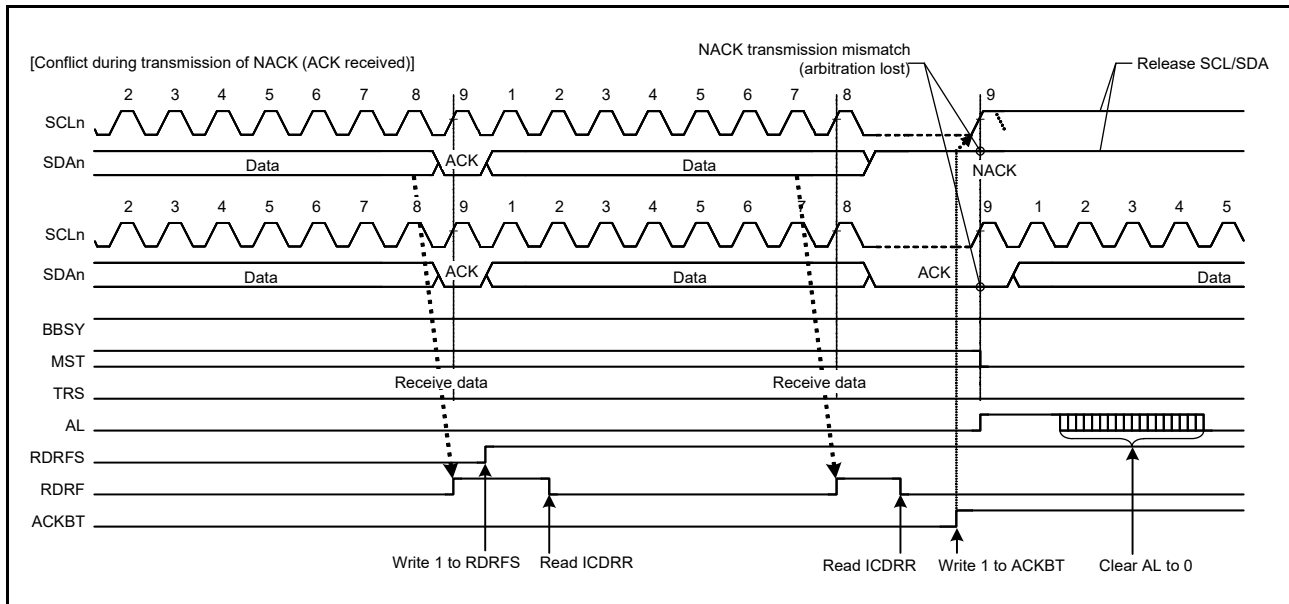 NACK transmission mismatch
(arbitration lost)
[Conflict during transmission of NACK (ACK received)]
Release SCL/SDA
2 3 4 5 6 7 8 9 1 2 3 4 5 6 7 8 9
SCLn
SDAn Data ACK Data NACK
2 3 4 5 6 7 8 9 1 2 3 4 5 6 7 8 9 1 2 3 4 5
SCLn
SDAn Data ACK Data ACK Data
BBSY
MST
Receive data Receive data
TRS
AL
RDRFS
RDRF
ACKBT
Write 1 to RDRFS Read ICDRR Read ICDRR Write 1 to ACKBT Clear AL to 0